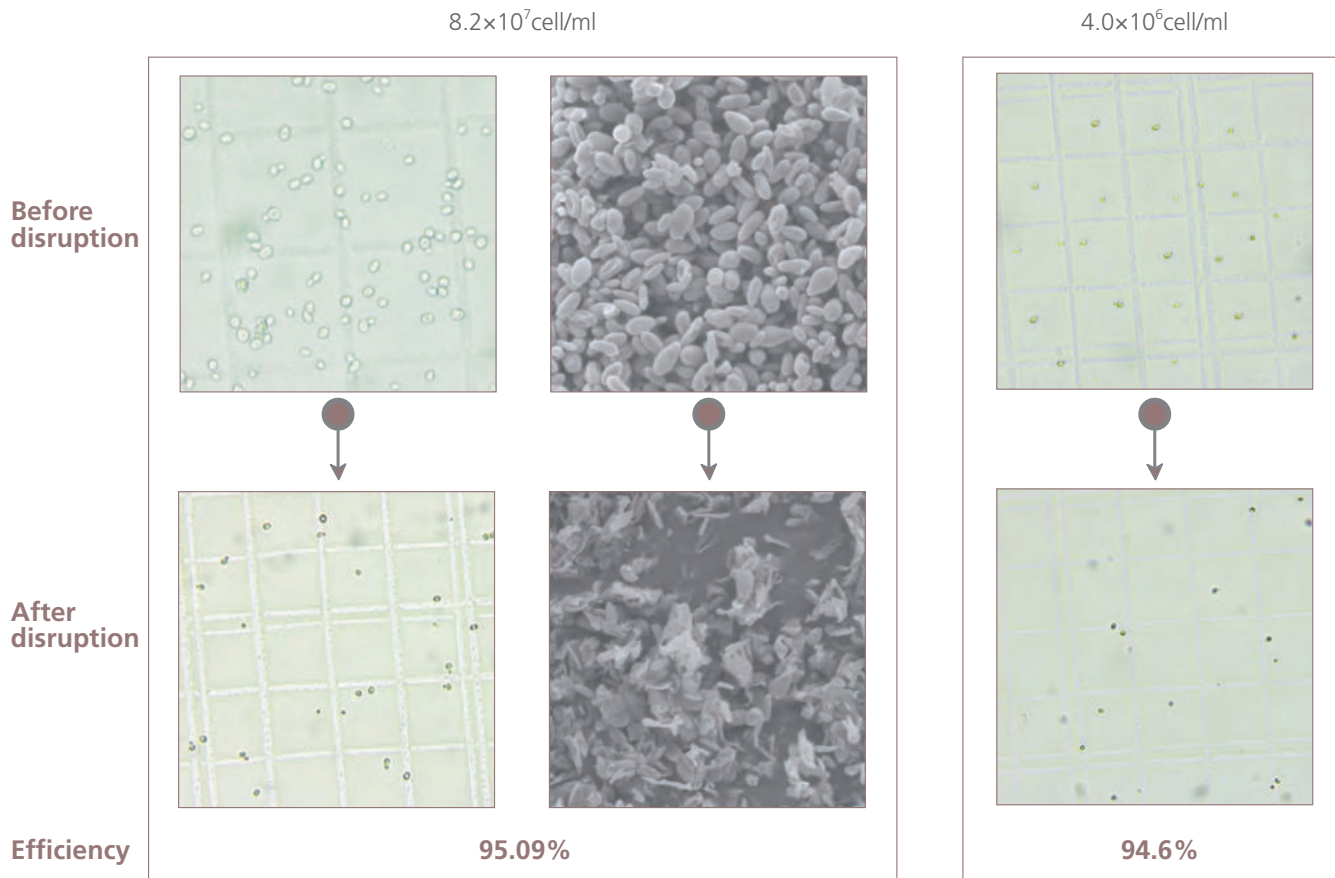 8.2×10⁷cell/ml
4.0×10⁶cell/ml
Before
disruption
After
disruption
Efficiency
95.09%
94.6%